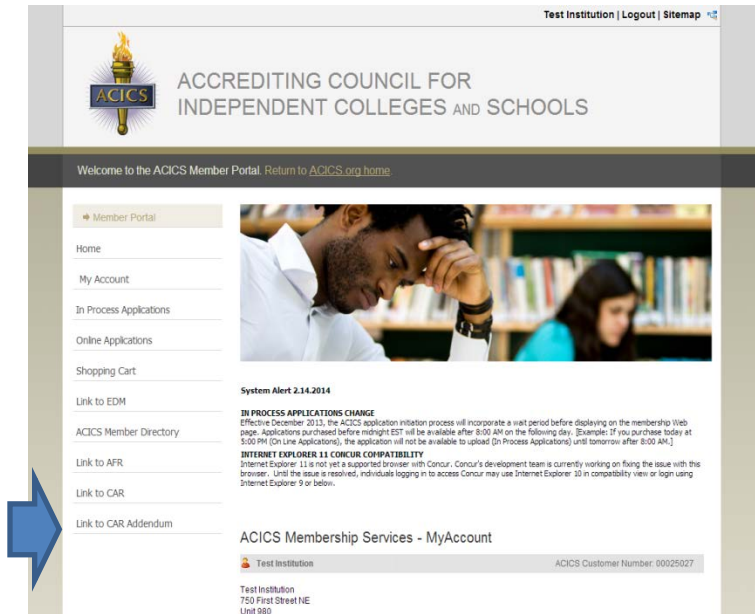 Test Institution | Logout | Sitemap
ACICS
ACCREDITING COUNCIL FOR
INDEPENDENT COLLEGES AND SCHOOLS
Welcome to the ACICS Member Portal. Return to ACICS.org home.
Member Portal
Home
My Account
In Process Applications
Online Applications
Shopping Cart
Link to EDM
ACICS Member Directory
Link to AFR
Link to CAR
Link to CAR Addendum
System Alert 2.14.2014
IN PROCESS APPLICATIONS CHANGE
Effective December 2013, the ACICS application initiation process will incorporate a wait period before displaying on the membership Web
page. Applications purchased before midnight EST will be available after 8:00 AM on the following day. [Example: If you purchase today at
5:00 PM (On Line Applications), the application will not be available to upload (In Process Applications) until tomorrow after 8:00 AM.]
INTERNET EXPLORER 11 CONCUR COMPATIBILITY
Internet Explorer 11 is not yet a supported browser with Concur. Concur's development team is currently working on fixing the issue with this
browser. Until the issue is resolved, individuals logging in to access Concur may use Internet Explorer 10 in compatibility view or login using
Internet Explorer 9 or below.
ACICS Membership Services - MyAccount
Test Institution ACICS Customer Number: 00025027
Test Institution
750 First Street NE
Unit 980